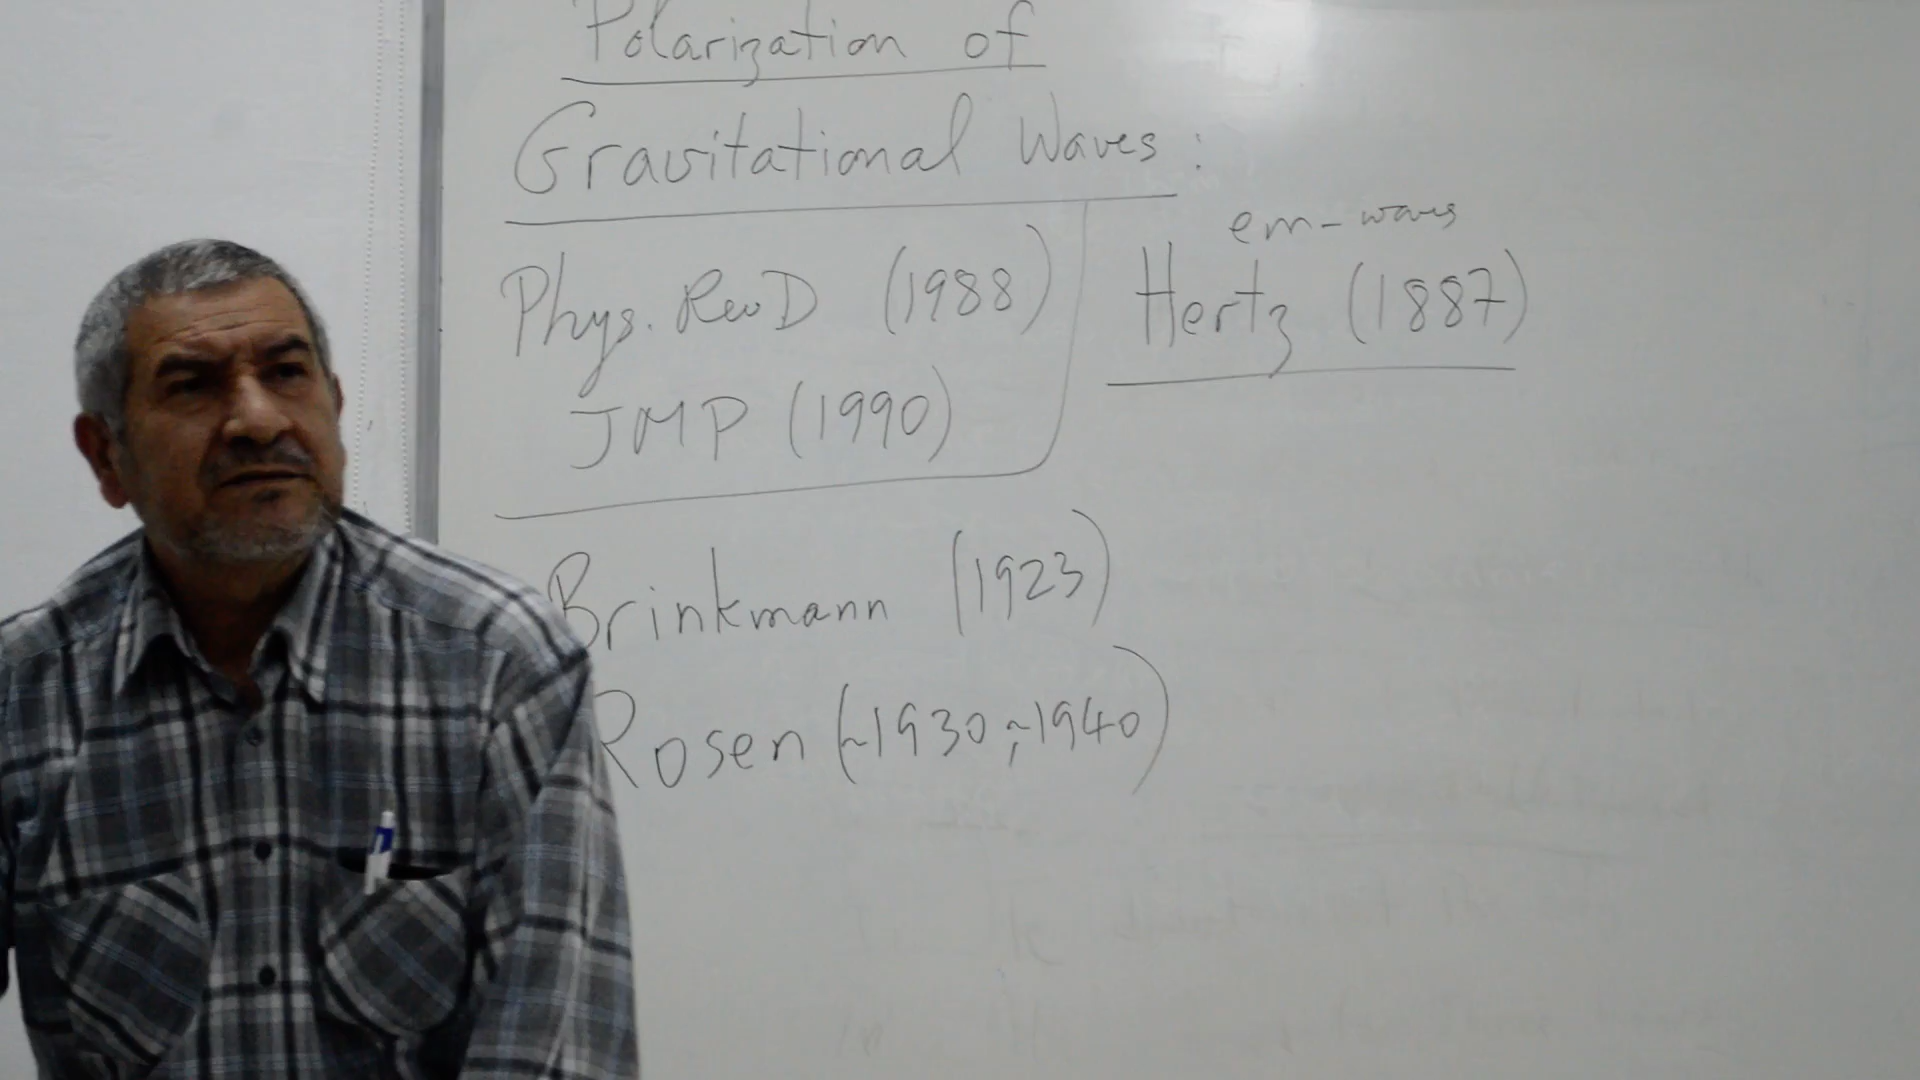 Polarization of
Gravitational Waves:
Phys. Rev D (1988)
JMP (1990)
em-waves
Hertz (1887)
Brinkmann (1923)
Rosen (~1930, ~1940)